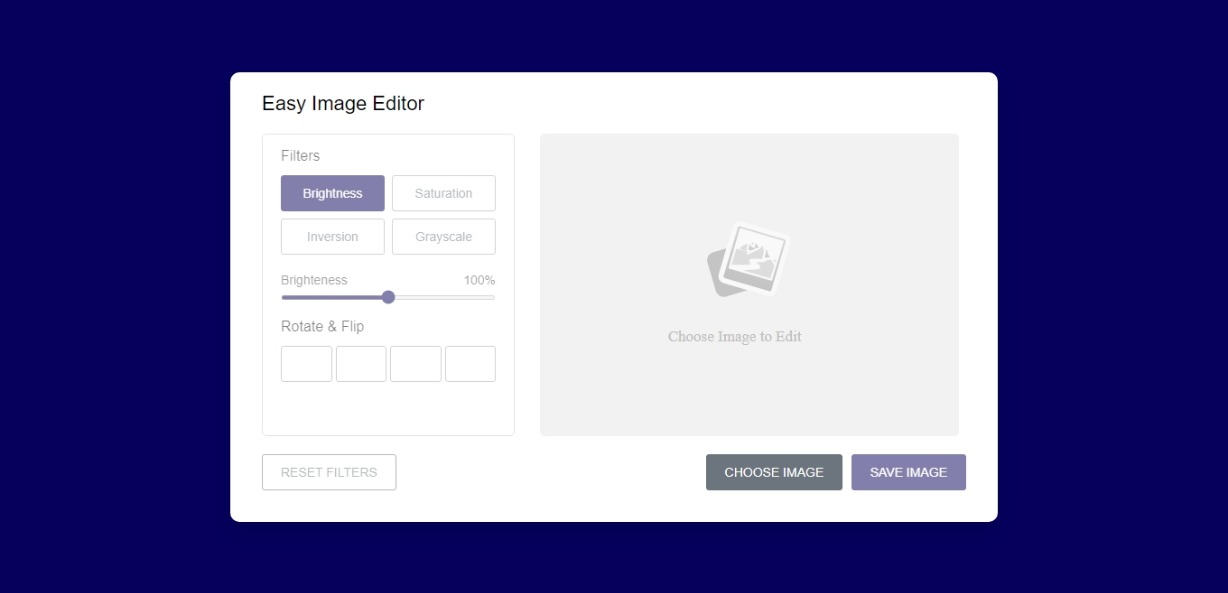 Easy Image Editor
Filters
Brightness
Saturation
Inversion
Grayscale
Brighteness 100%
Rotate & Flip
Choose Image to Edit
RESET FILTERS
CHOOSE IMAGE
SAVE IMAGE